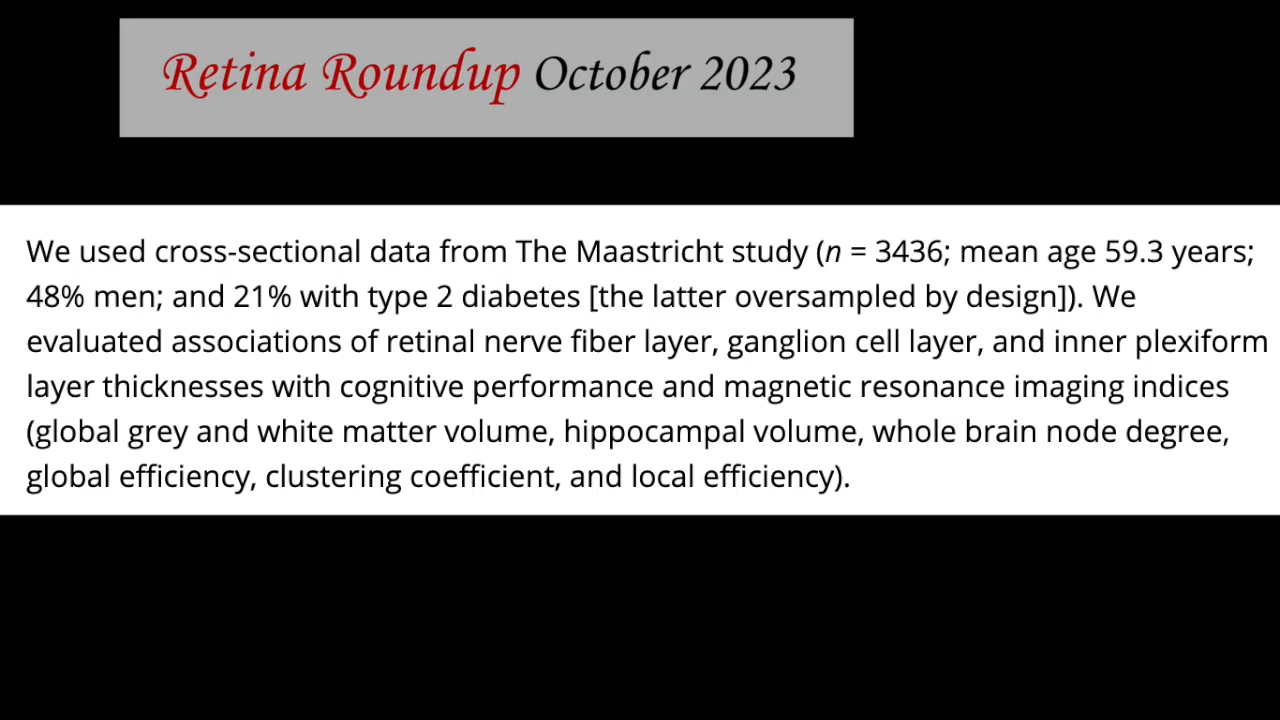 Retina Roundup October 2023
We used cross-sectional data from The Maastricht study (n = 3436; mean age 59.3 years;
48% men; and 21% with type 2 diabetes [the latter oversampled by design]). We
evaluated associations of retinal nerve fiber layer, ganglion cell layer, and inner plexiform
layer thicknesses with cognitive performance and magnetic resonance imaging indices
(global grey and white matter volume, hippocampal volume, whole brain node degree,
global efficiency, clustering coefficient, and local efficiency).